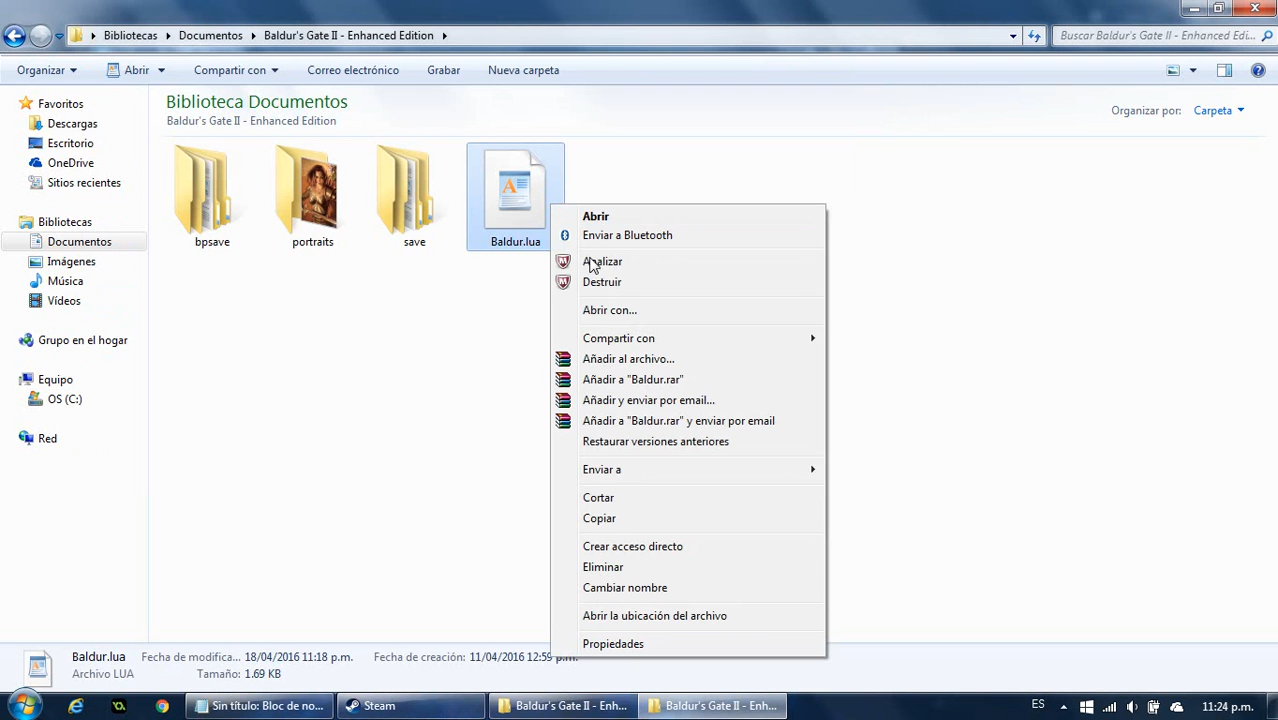 Bibliotecas Documentos Baldur's Gate II - Enhanced Edition
Buscar Baldur's Gate II - Enhanced Edi...
Organizar Abrir Compartir con Correo electrónico Grabar Nueva carpeta
Favoritos
Descargas
Escritorio
OneDrive
Sitios recientes
Bibliotecas
Documentos
Imágenes
Música
Vídeos
Grupo en el hogar
Equipo
OS (C:)
Red
Biblioteca Documentos
Baldur's Gate II - Enhanced Edition
Organizar por: Carpeta
bpsave
portraits
save
Baldur.lua
Abrir
Enviar a Bluetooth
Analizar
Destruir
Abrir con...
Compartir con
Añadir al archivo...
Añadir a "Baldur.rar"
Añadir y enviar por email...
Añadir a "Baldur.rar" y enviar por email
Restaurar versiones anteriores
Enviar a
Cortar
Copiar
Crear acceso directo
Eliminar
Cambiar nombre
Abrir la ubicación del archivo
Propiedades
Baldur.lua Fecha de modifica... 18/04/2016 11:18 p.m. Fecha de creación: 11/04/2016 12:59 p.m.
Archivo LUA Tamaño: 1.69 KB
Sin título: Bloc de no...
Steam
Baldur's Gate II - Enh...
Baldur's Gate II - Enh...
ES
11:24 p.m.